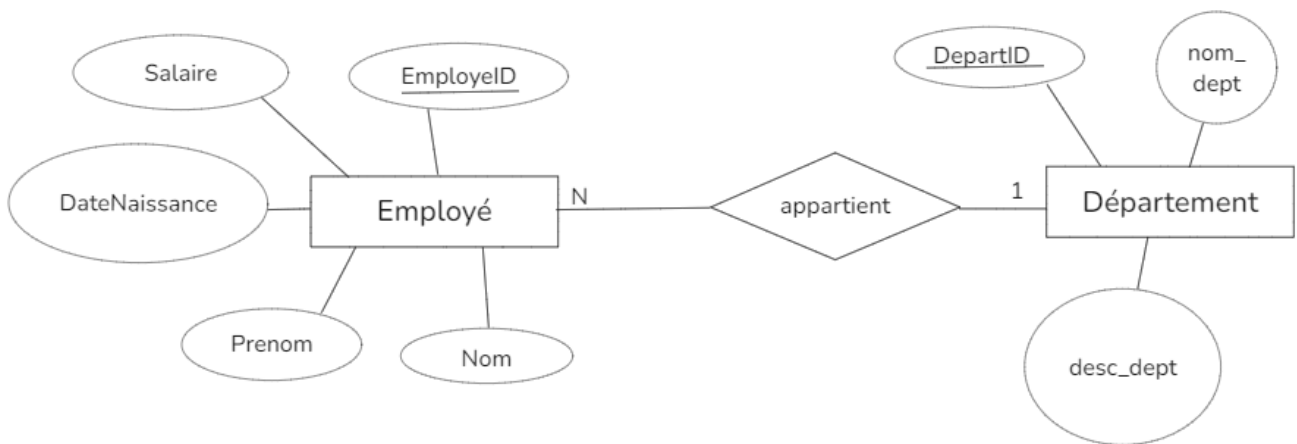 Salaire
EmployeID
DepartID
nom_
dept
DateNaissance
Employé
N
appartient
1
Département
Prenom
Nom
desc_dept